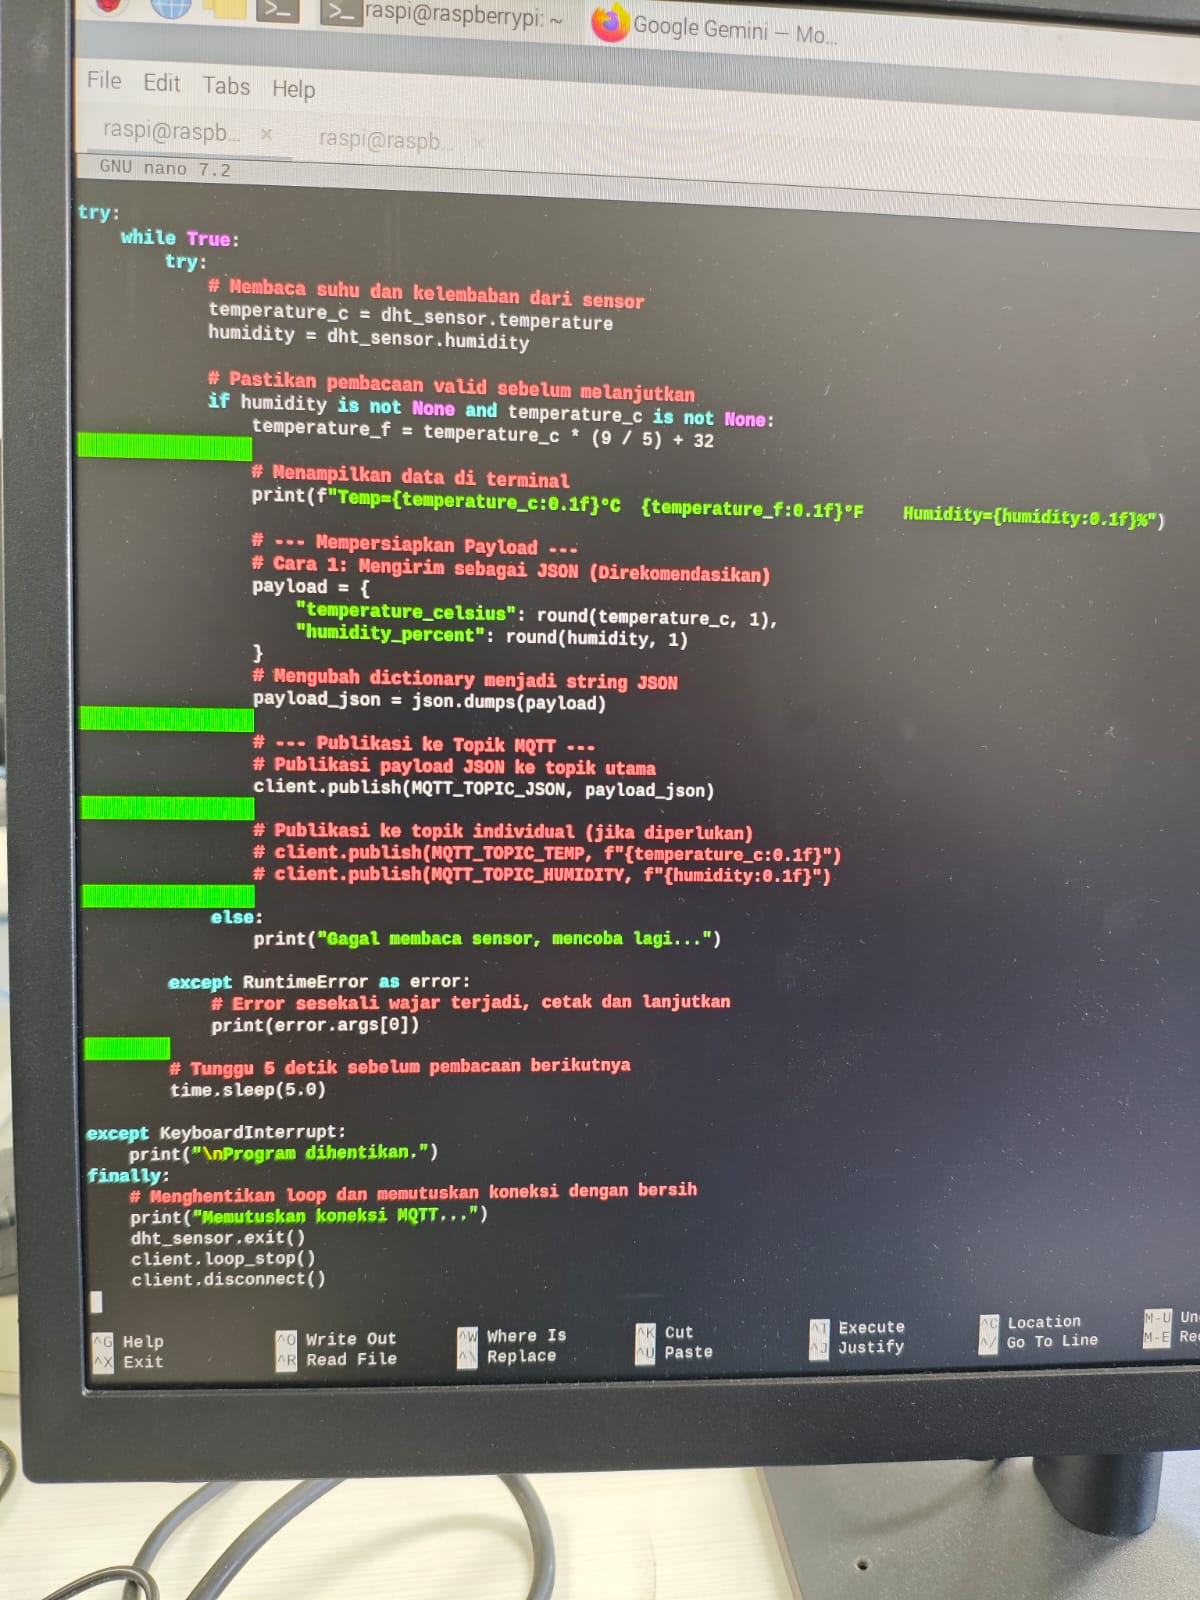 raspi@raspberrypi: ~
Google Gemini — Mo...
File Edit Tabs Help
raspi@raspb... × raspi@raspb... ×
GNU nano 7.2
try:
    while True:
        try:
            # Membaca suhu dan kelembaban dari sensor
            temperature_c = dht_sensor.temperature
            humidity = dht_sensor.humidity
            # Pastikan pembacaan valid sebelum melanjutkan
            if humidity is not None and temperature_c is not None:
                temperature_f = temperature_c * (9 / 5) + 32
                # Menampilkan data di terminal
                print(f"Temp={temperature_c:0.1f}°C  {temperature_f:0.1f}°F    Humidity={humidity:0.1f}%")
                # --- Mempersiapkan Payload ---
                # Cara 1: Mengirim sebagai JSON (Direkomendasikan)
                payload = {
                    "temperature_celsius": round(temperature_c, 1),
                    "humidity_percent": round(humidity, 1)
                }
                # Mengubah dictionary menjadi string JSON
                payload_json = json.dumps(payload)
                # --- Publikasi ke Topik MQTT ---
                # Publikasi payload JSON ke topik utama
                client.publish(MQTT_TOPIC_JSON, payload_json)
                # Publikasi ke topik individual (jika diperlukan)
                # client.publish(MQTT_TOPIC_TEMP, f"{temperature_c:0.1f}")
                # client.publish(MQTT_TOPIC_HUMIDITY, f"{humidity:0.1f}")
            else:
                print("Gagal membaca sensor, mencoba lagi...")
        except RuntimeError as error:
            # Error sesekali wajar terjadi, cetak dan lanjutkan
            print(error.args[0])
        # Tunggu 5 detik sebelum pembacaan berikutnya
        time.sleep(5.0)
except KeyboardInterrupt:
    print("\nProgram dihentikan.")
finally:
    # Menghentikan loop dan memutuskan koneksi dengan bersih
    print("Memutuskan koneksi MQTT...")
    dht_sensor.exit()
    client.loop_stop()
    client.disconnect()
^G Help ^O Write Out ^W Where Is ^K Cut ^T Execute ^C Location M-U
^X Exit ^R Read File ^\ Replace ^U Paste ^J Justify ^/ Go To Line M-E